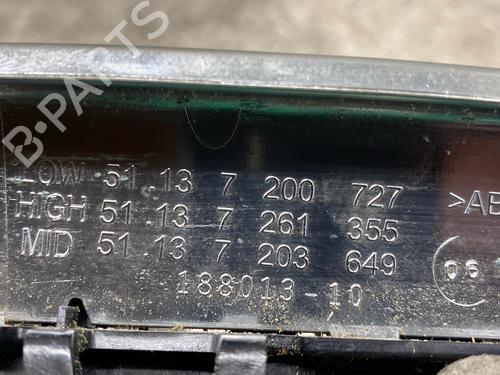 B-PARTS
LOW 51.13 7 200 727
HIGH 51.13 7 261 355
MID 51.13 7 203 649
188013-10
>AB
06